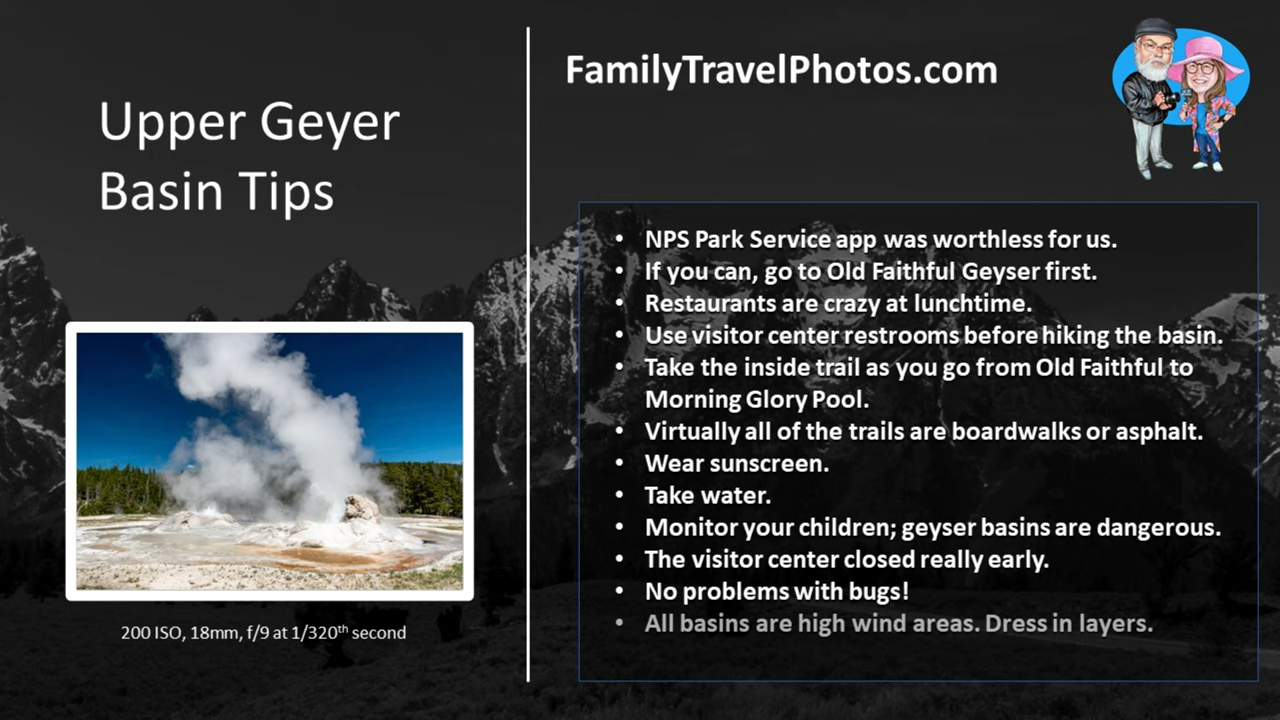 Upper Geyer
Basin Tips
200 ISO, 18mm, f/9 at 1/320th second
FamilyTravelPhotos.com
• NPS Park Service app was worthless for us.
• If you can, go to Old Faithful Geyser first.
• Restaurants are crazy at lunchtime.
• Use visitor center restrooms before hiking the basin.
• Take the inside trail as you go from Old Faithful to
Morning Glory Pool.
• Virtually all of the trails are boardwalks or asphalt.
• Wear sunscreen.
• Take water.
• Monitor your children; geyser basins are dangerous.
• The visitor center closed really early.
• No problems with bugs!
• All basins are high wind areas. Dress in layers.